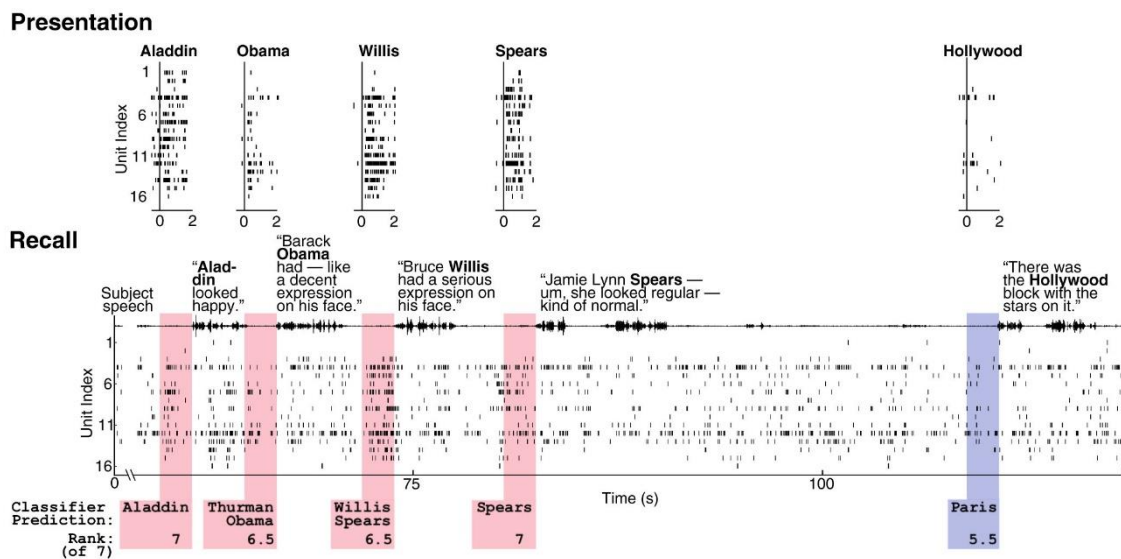 Presentation
Aladdin Obama Willis Spears Hollywood
Unit Index
1
6
11
16
0 2 0 2 0 2 0 2 0 2
Recall
Subject
speech
“Alad-
din
looked
happy.”
“Barack
Obama
had — like
a decent
expression
on his face.”
“Bruce Willis
had a serious
expression on
his face.”
“Jamie Lynn Spears —
um, she looked regular —
kind of normal.”
“There was
the Hollywood
block with the
stars on it.”
Unit Index
1
6
11
16
0 75 100
Time (s)
Classifier
Prediction:
Aladdin
Thurman
Obama
Willis
Spears
Spears
Paris
Rank:
(of 7)
7 6.5 6.5 7 5.5